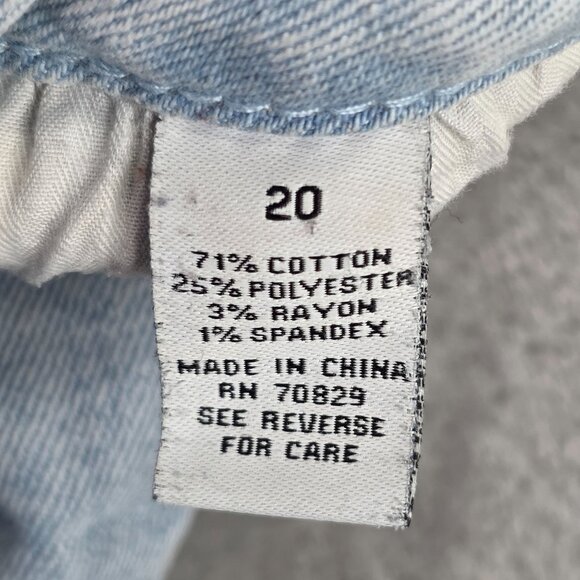 20
71% COTTON
25% POLYESTER
3% RAYON
1% SPANDEX
MADE IN CHINA
RN 70829
SEE REVERSE
FOR CARE